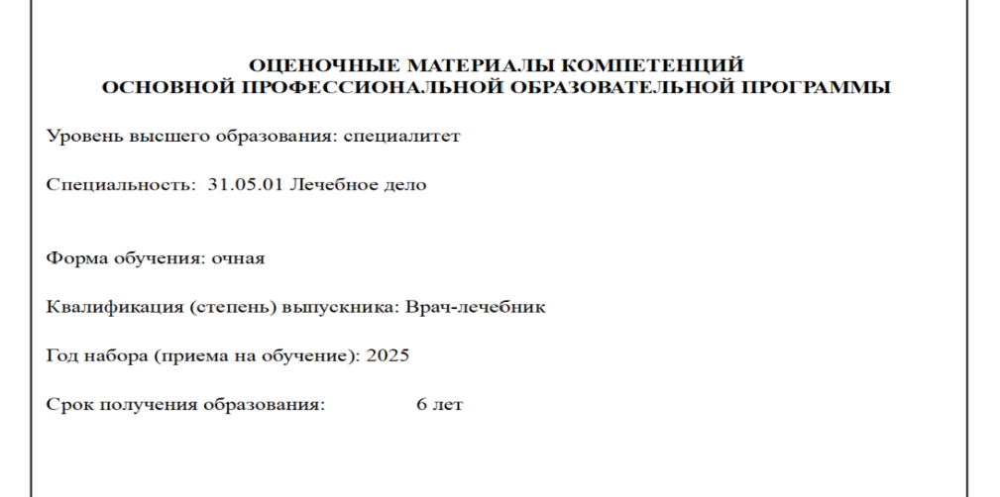 ОЦЕНОЧНЫЕ МАТЕРИАЛЫ КОМПЕТЕНЦИЙ
ОСНОВНОЙ ПРОФЕССИОНАЛЬНОЙ ОБРАЗОВАТЕЛЬНОЙ ПРОГРАММЫ
Уровень высшего образования: специалитет
Специальность: 31.05.01 Лечебное дело
Форма обучения: очная
Квалификация (степень) выпускника: Врач-лечебник
Год набора (приема на обучение): 2025
Срок получения образования: 6 лет